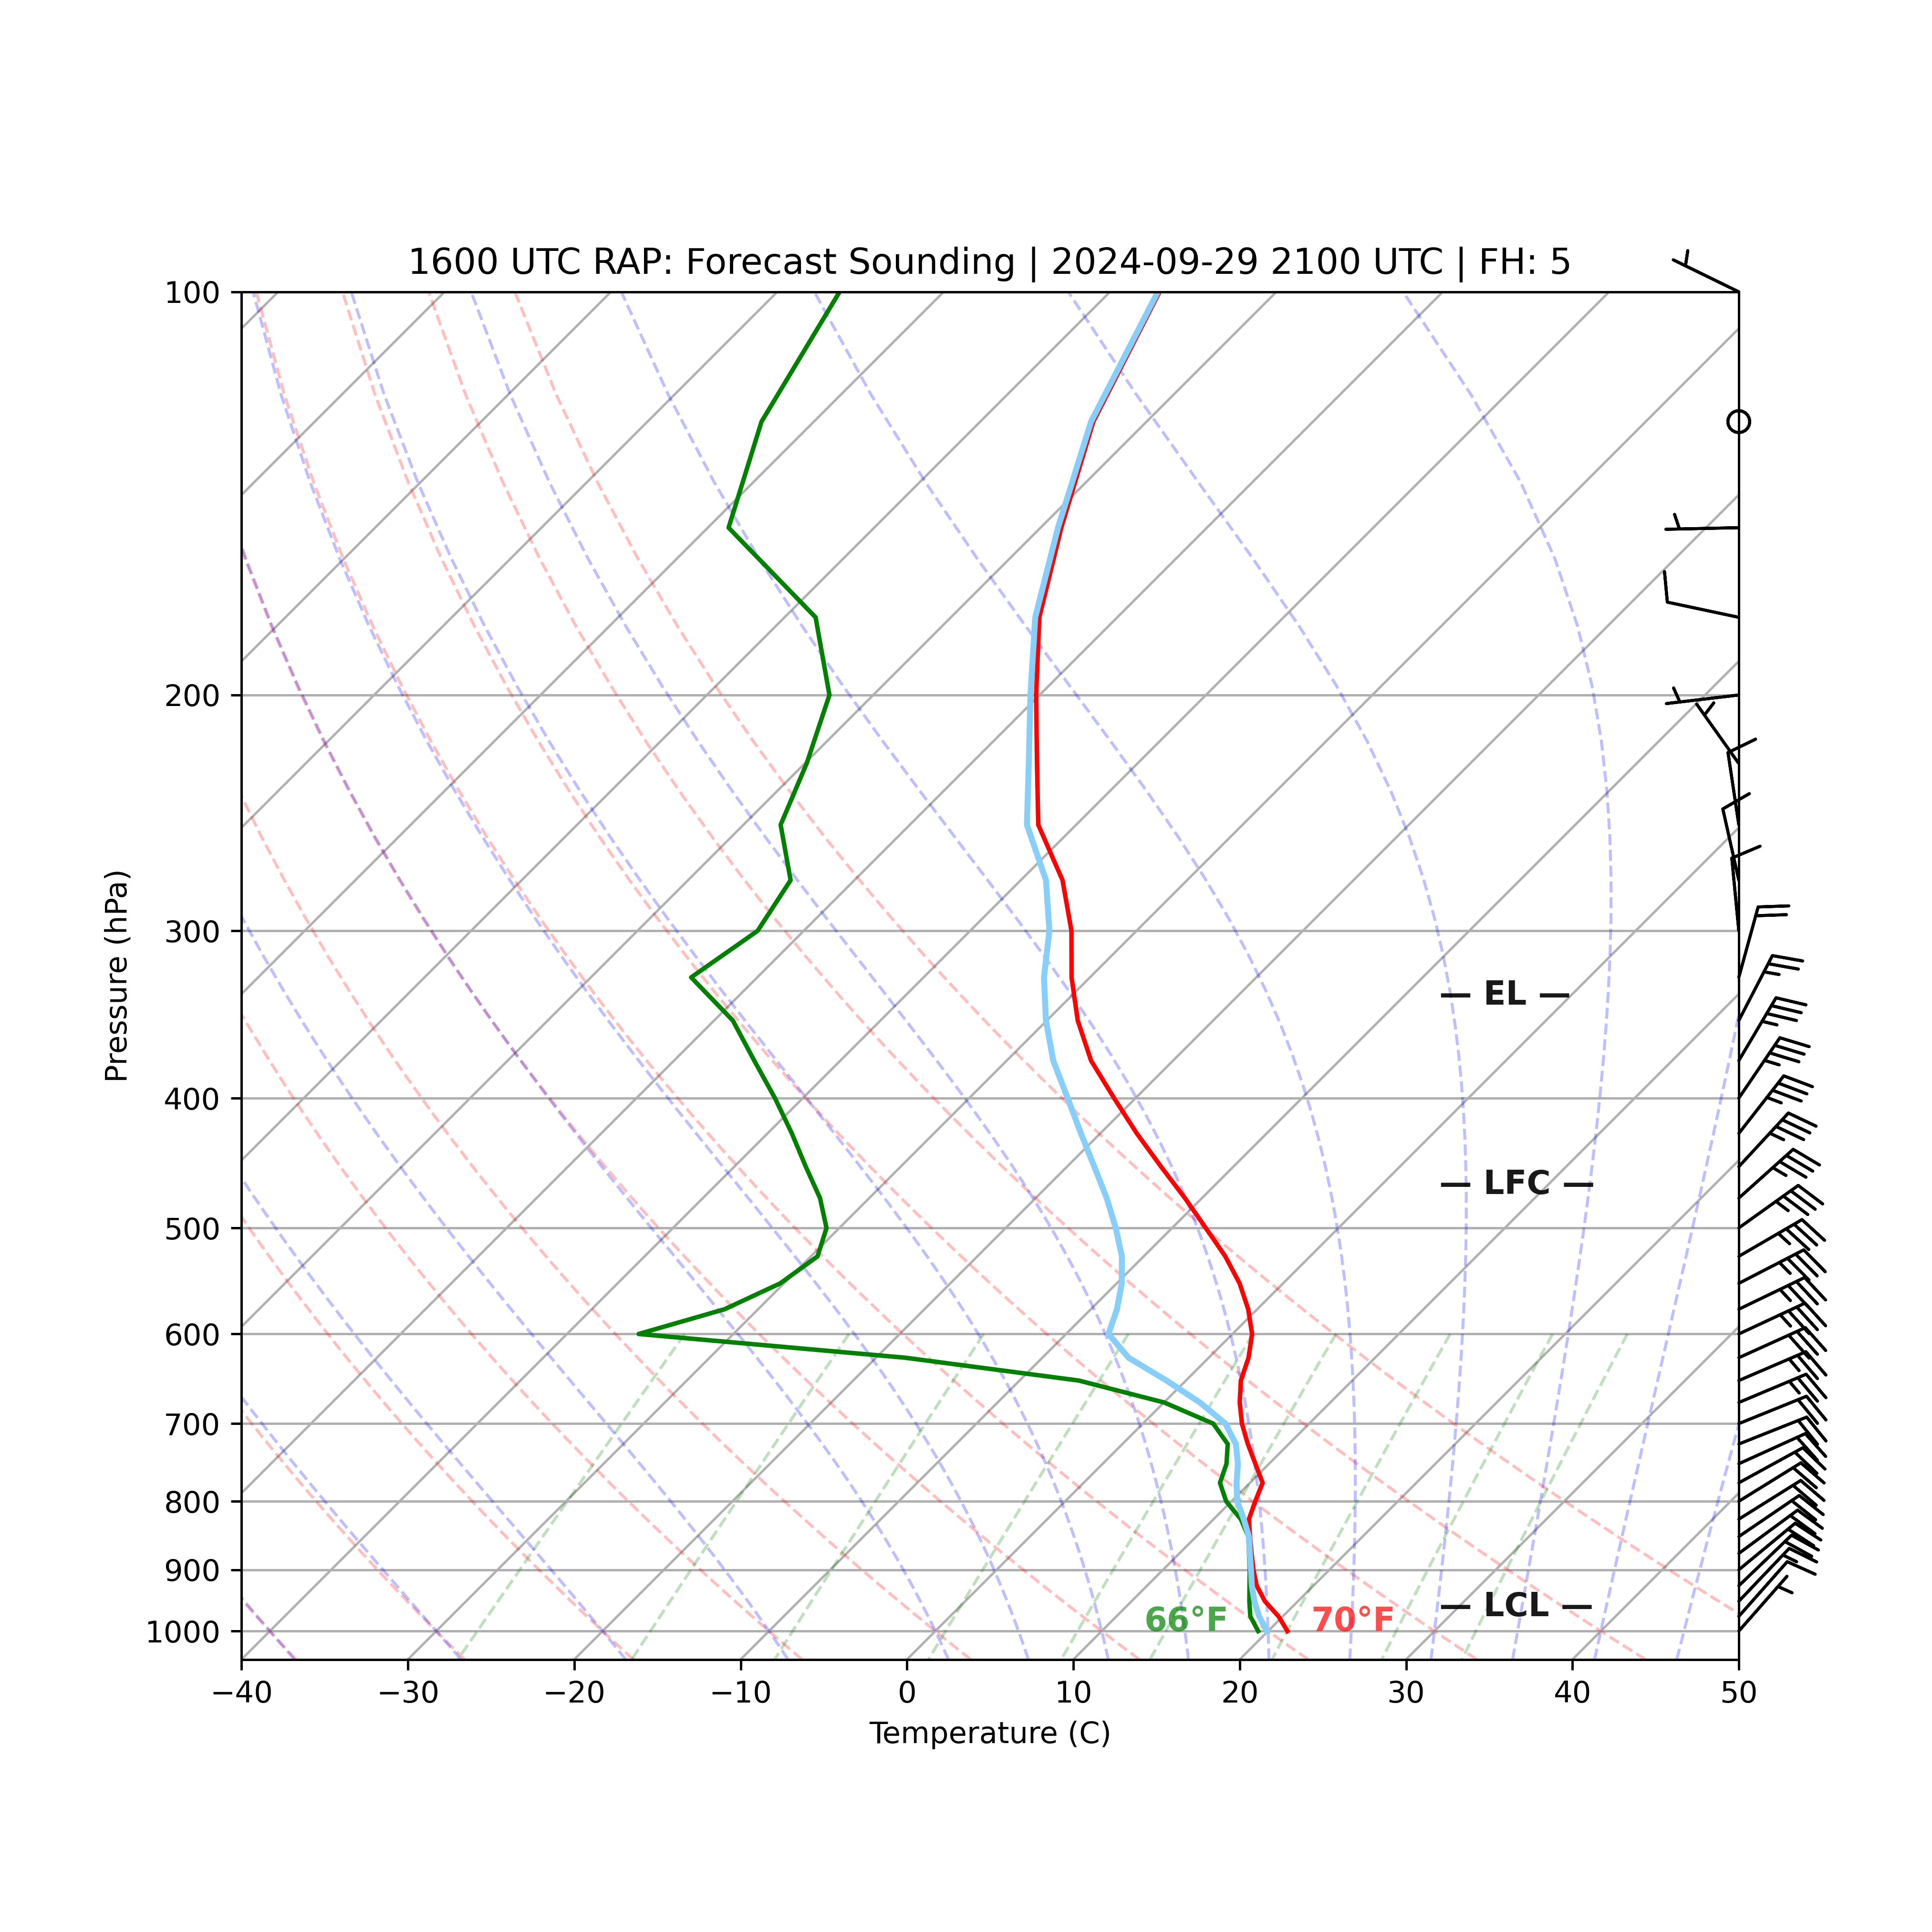 1600 UTC RAP: Forecast Sounding | 2024-09-29 2100 UTC | FH: 5
100
200
300
— EL —
400
— LFC —
500
600
700
800
900
— LCL —
66°F 70°F
1000
−40 −30 −20 −10 0 10 20 30 40 50
Temperature (C)
Pressure (hPa)